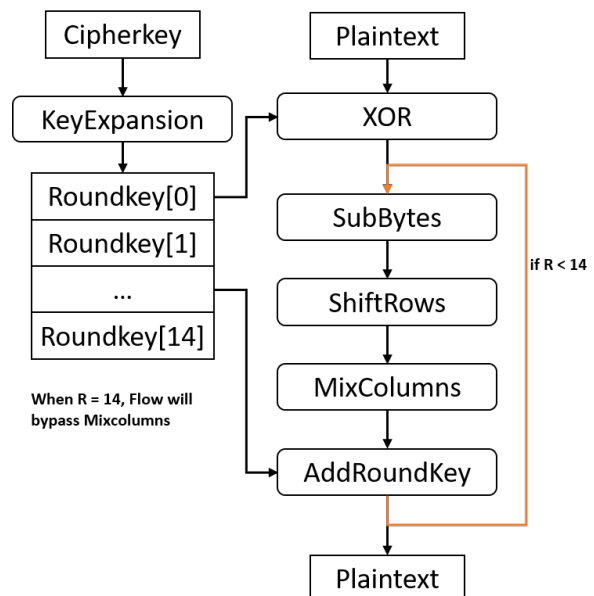 Cipherkey
KeyExpansion
Roundkey[0]
Roundkey[1]
...
Roundkey[14]
When R = 14, Flow will
bypass Mixcolumns
Plaintext
XOR
SubBytes
ShiftRows
MixColumns
AddRoundKey
Plaintext
if R < 14